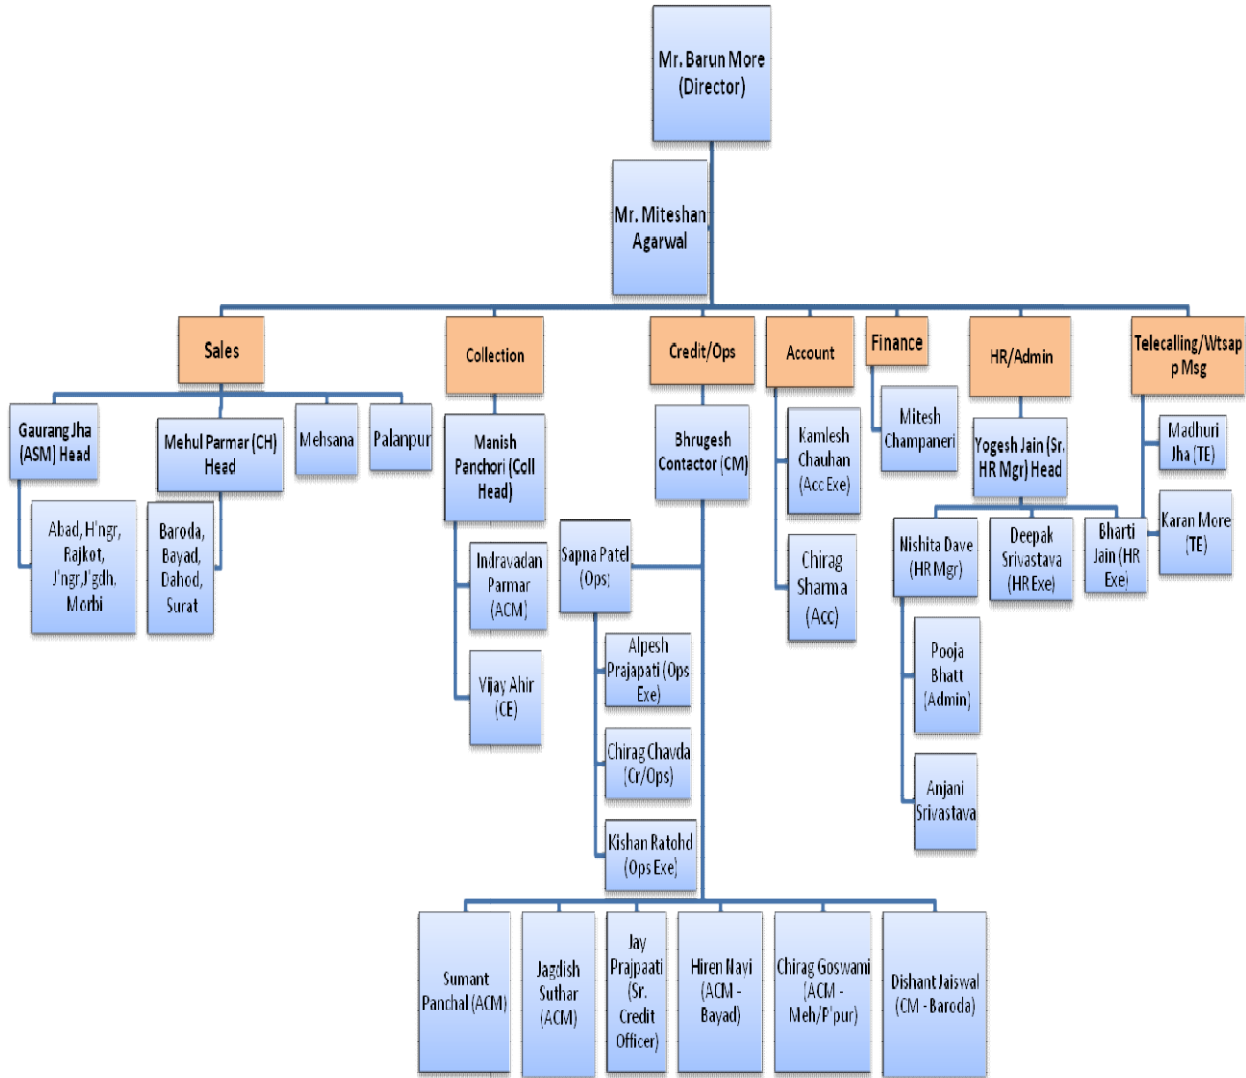 Mr. Barun More
(Director)
Mr. Miteshan
Agarwal
Sales
Collection
Credit/Ops
Account
Finance
HR/Admin
Telecalling/Wtsap
p Msg
Gaurang Jha
(ASM) Head
Mehul Parmar (CH)
Head
Mehsana
Palanpur
Manish
Panchori (Coll
Head)
Bhrugesh
Contactor (CM)
Kamlesh
Chauhan
(Acc Exe)
Mitesh
Champaneri
Yogesh Jain (Sr.
HR Mgr) Head
Madhuri
Jha (TE)
Abad, H'ngr,
Rajkot,
J'ngr,J'gdh,
Morbi
Baroda,
Bayad,
Dahod,
Surat
Indravadan
Parmar
(ACM)
Sapna Patel
(Ops)
Chirag
Sharma
(Acc)
Nishita Dave
(HR Mgr)
Deepak
Srivastava
(HR Exe)
Bharti
Jain (HR
Exe)
Karan More
(TE)
Vijay Ahir
(CE)
Alpesh
Prajapati (Ops
Exe)
Pooja
Bhatt
(Admin)
Chirag Chavda
(Cr/Ops)
Anjani
Srivastava
Kishan Ratohd
(Ops Exe)
Sumant
Panchal (ACM)
Jagdish
Suthar
(ACM)
Jay
Prajpaati
(Sr.
Credit
Officer)
Hiren Nayi
(ACM -
Bayad)
Chirag Goswami
(ACM -
Meh/P'pur)
Dishant Jaiswal
(CM - Baroda)